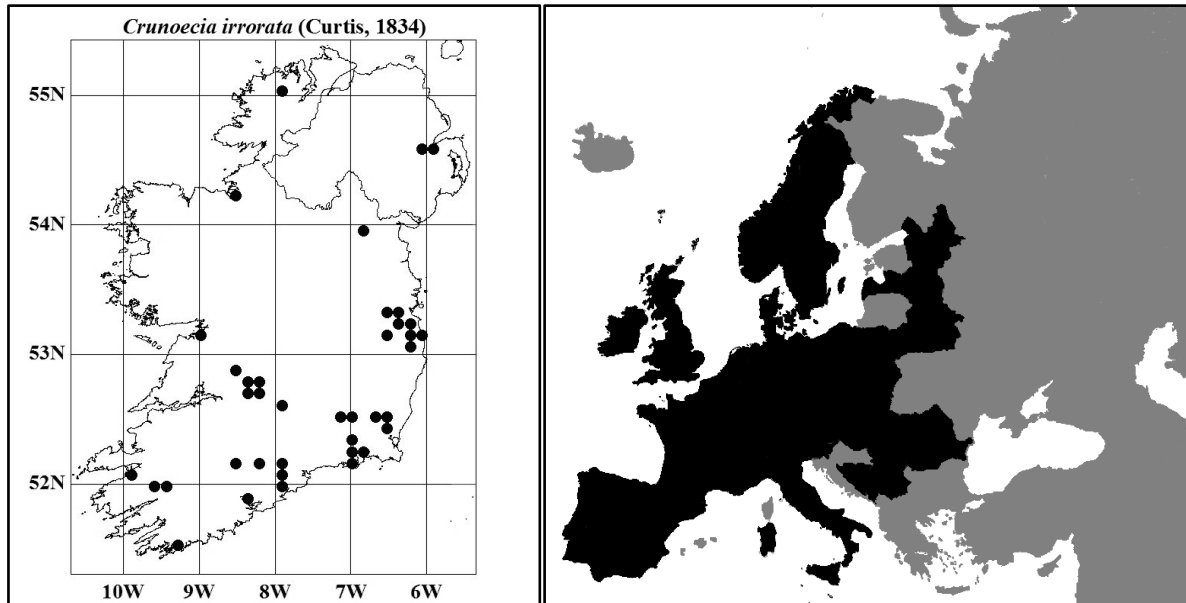 Crunoecia irrorata (Curtis, 1834)
55N
54N
53N
52N
10W 9W 8W 7W 6W